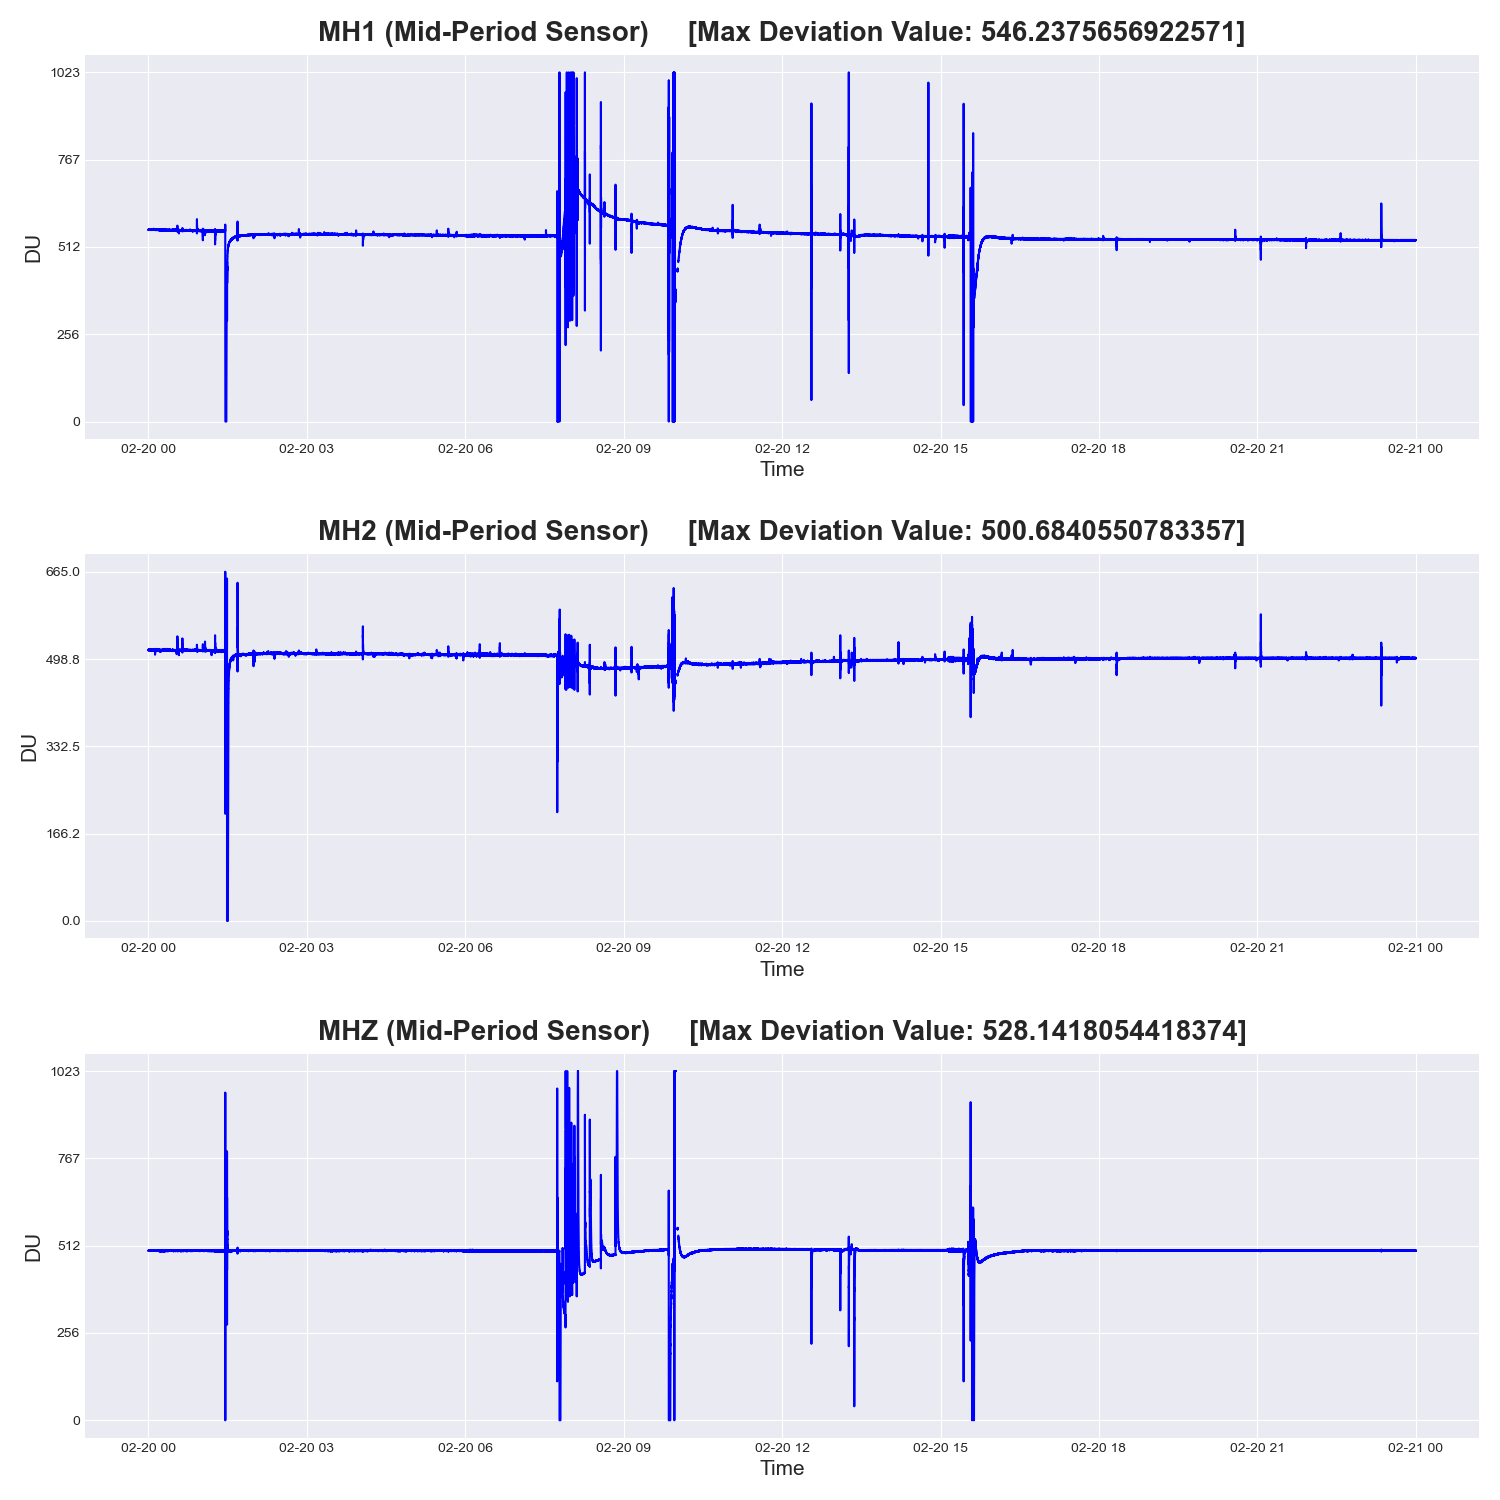 MH1 (Mid-Period Sensor) [Max Deviation Value: 546.2375656922571]
1023
767
512
256
0
DU
02-20 00 02-20 03 02-20 06 02-20 09 02-20 12 02-20 15 02-20 18 02-20 21 02-21 00
Time
MH2 (Mid-Period Sensor) [Max Deviation Value: 500.6840550783357]
665.0
498.8
332.5
166.2
0.0
DU
02-20 00 02-20 03 02-20 06 02-20 09 02-20 12 02-20 15 02-20 18 02-20 21 02-21 00
Time
MHZ (Mid-Period Sensor) [Max Deviation Value: 528.1418054418374]
1023
767
512
256
0
DU
02-20 00 02-20 03 02-20 06 02-20 09 02-20 12 02-20 15 02-20 18 02-20 21 02-21 00
Time